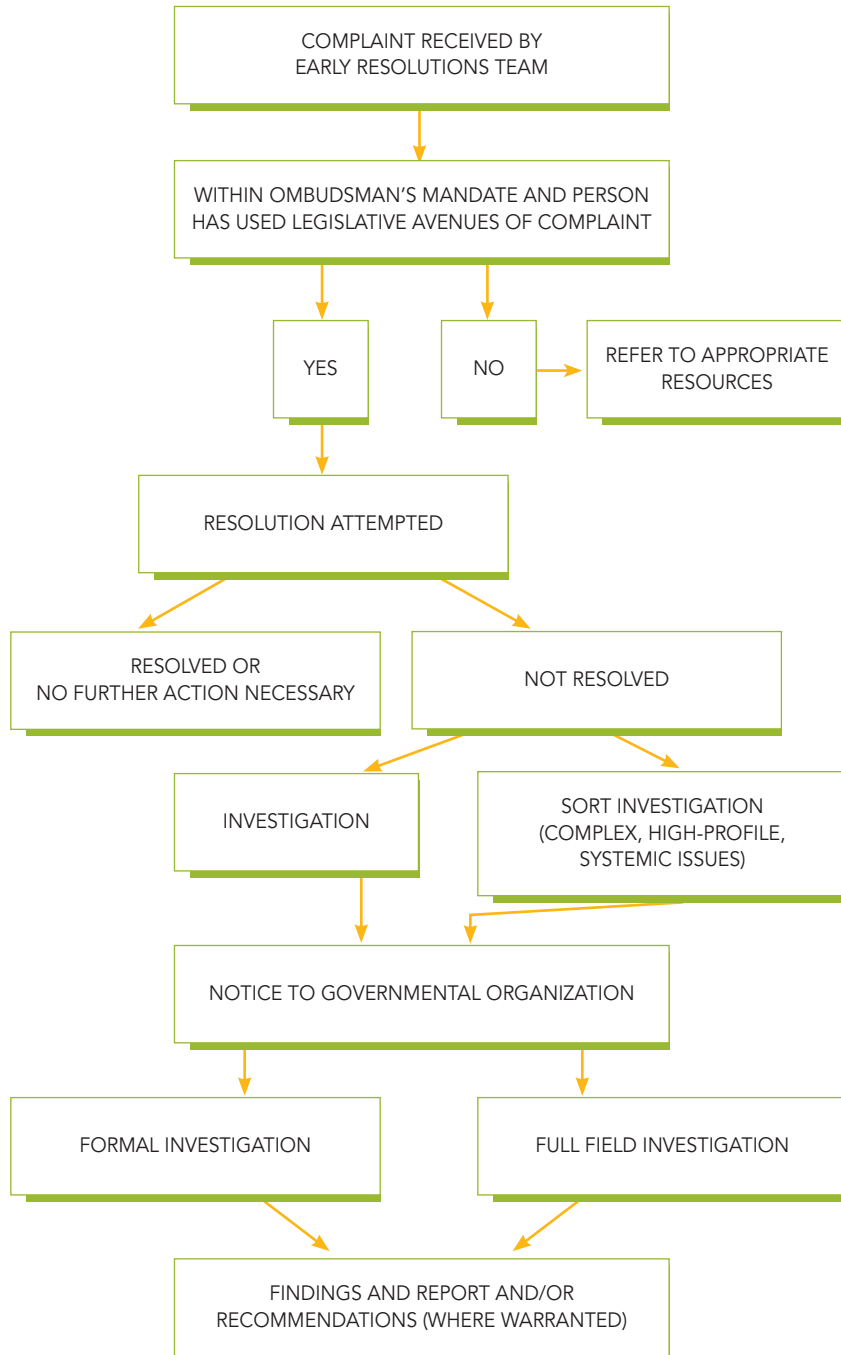 COMPLAINT RECEIVED BY
EARLY RESOLUTIONS TEAM
WITHIN OMBUDSMAN’S MANDATE AND PERSON
HAS USED LEGISLATIVE AVENUES OF COMPLAINT
YES
NO
REFER TO APPROPRIATE
RESOURCES
RESOLUTION ATTEMPTED
RESOLVED OR
NO FURTHER ACTION NECESSARY
NOT RESOLVED
INVESTIGATION
SORT INVESTIGATION
(COMPLEX, HIGH-PROFILE,
SYSTEMIC ISSUES)
NOTICE TO GOVERNMENTAL ORGANIZATION
FORMAL INVESTIGATION
FULL FIELD INVESTIGATION
FINDINGS AND REPORT AND/OR
RECOMMENDATIONS (WHERE WARRANTED)